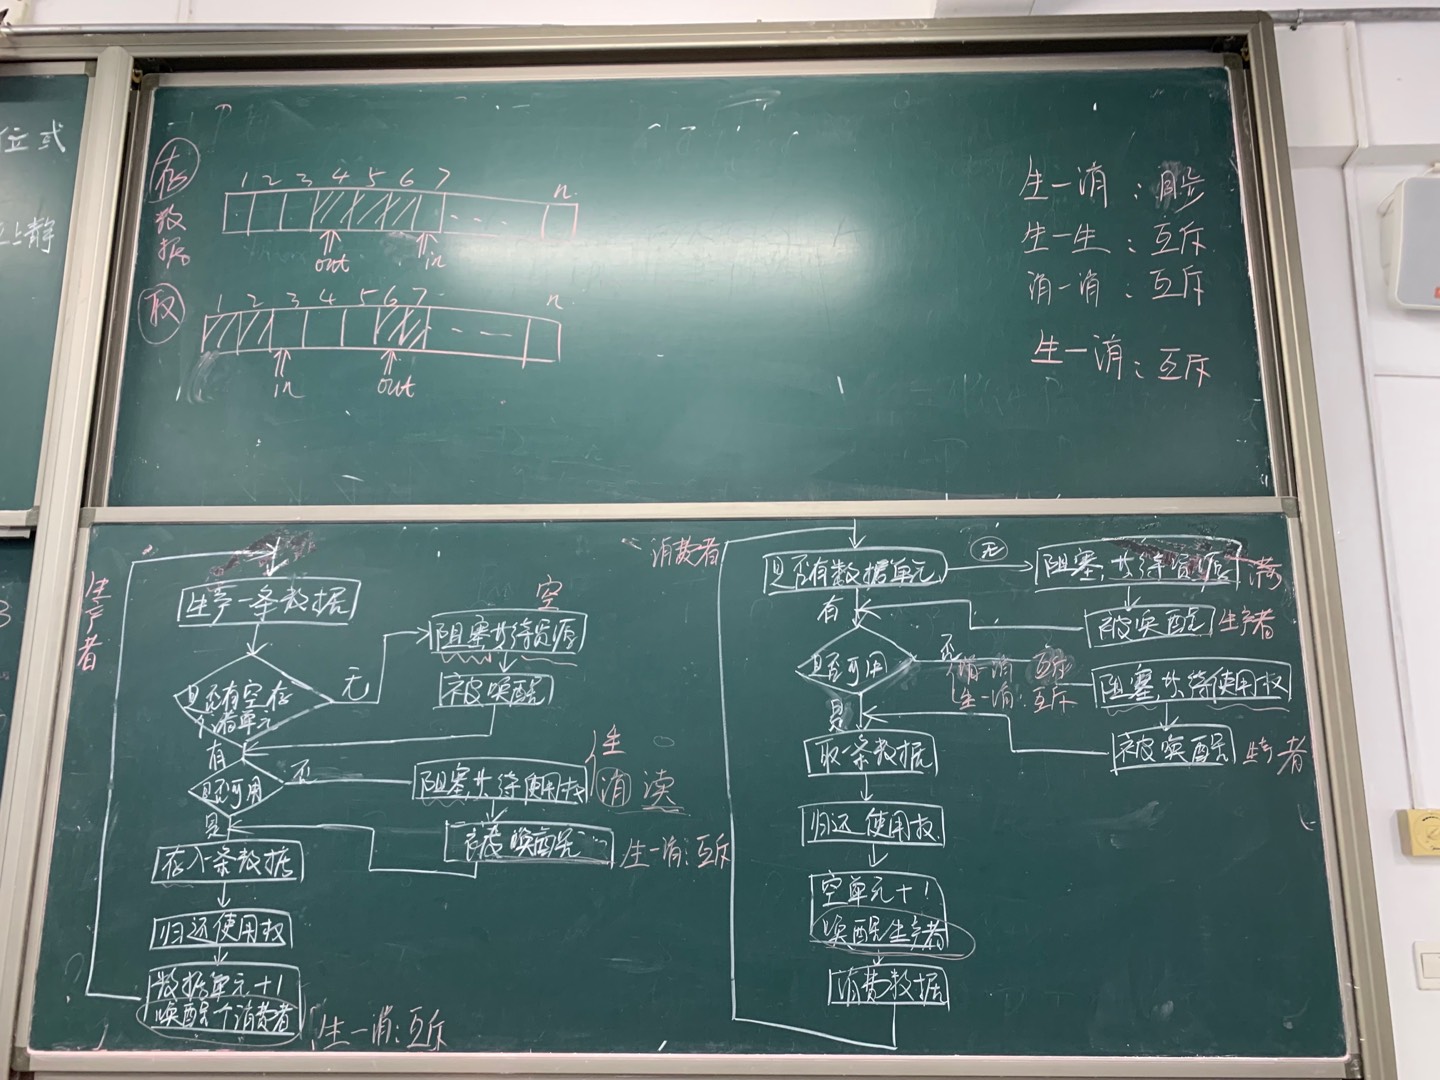 位式
上静
存
数
据
取
1 2 3 4 5 6 7 n
out in
1 2 3 4 5 6 7 n
in out
生一消：同步
生一生：互斥
消一消：互斥
生一消：互斥
生
产
者
生产一条数据
是否有空存
储单元
无
空
阻塞，等待资源
被唤醒
有
是否可用
否
阻塞，等待使用权
生
消 读
被唤醒
生一消：互斥
是
存入一条数据
归还使用权
数据单元+1
唤醒个消费者
生一消：互斥
消费者
是否有数据单元
无
阻塞，等待资源
被唤醒
生产者
有
是否可用
否
消一消：互斥
生一消：互斥
阻塞，等待使用权
被唤醒
是
取一条数据
归还使用权
空单元+1
唤醒生产者
消费数据